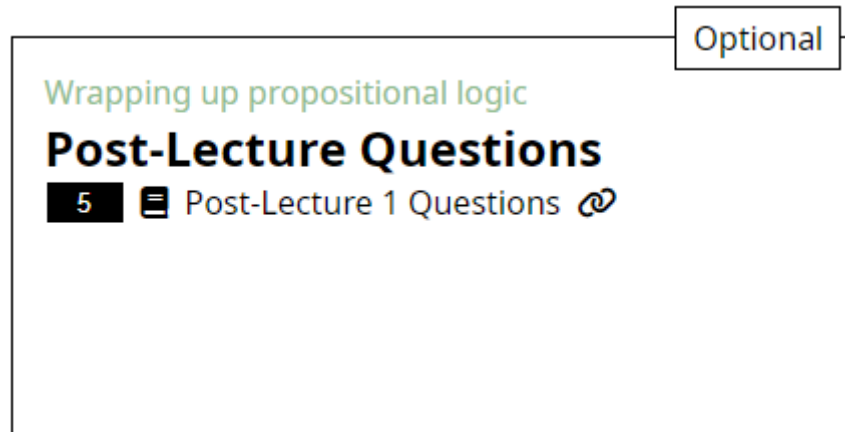 Optional
Wrapping up propositional logic
Post-Lecture Questions
5 Post-Lecture 1 Questions